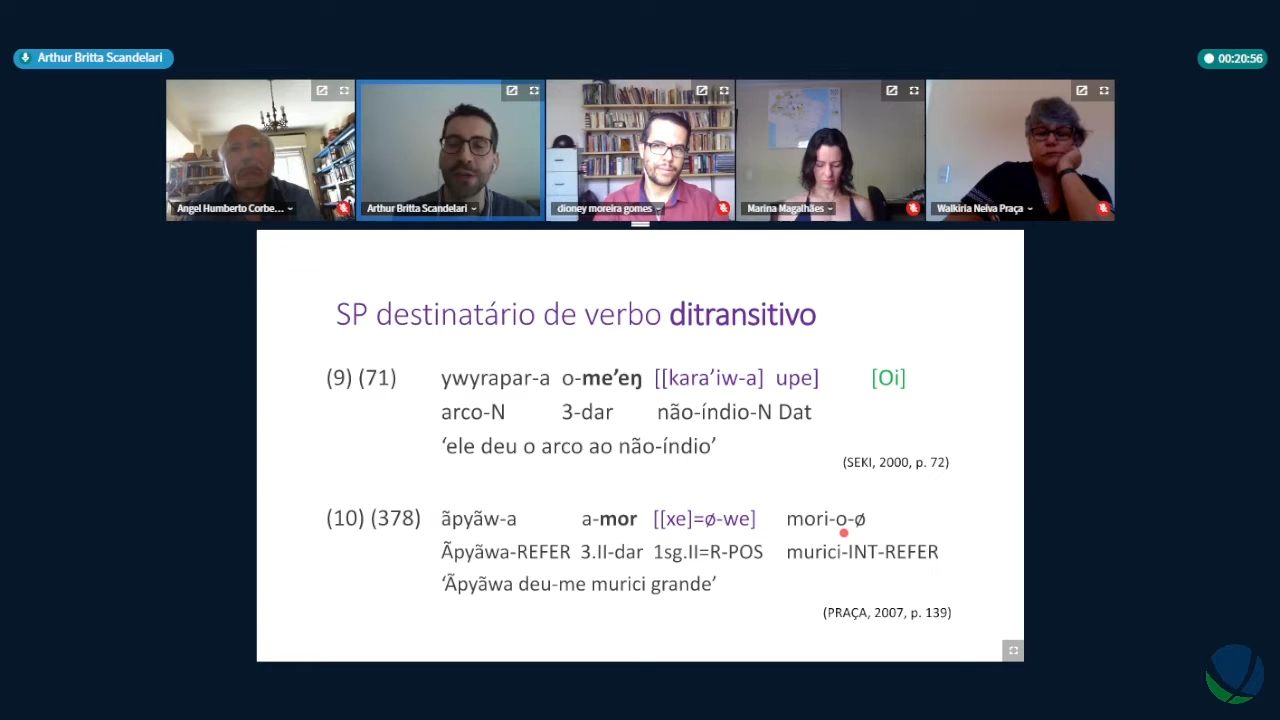 Arthur Britta Scandelari
00:20:56
Angel Humberto Corbe...
Arthur Britta Scandelari
dioney moreira gomes
Marina Magalhães
Walkíria Neiva Praça
SP destinatário de verbo ditransitivo
(9) (71) ywyrapar-a o-me’eŋ [[kara’iw-a] upe] [Oi]
arco-N 3-dar não-índio-N Dat
‘ele deu o arco ao não-índio’
(SEKI, 2000, p. 72)
(10) (378) ãpyãw-a a-mor [[xe]=ø-we] mori-o-ø
Ãpyãwa-REFER 3.II-dar 1sg.II=R-POS murici-INT-REFER
‘Ãpyãwa deu-me murici grande’
(PRAÇA, 2007, p. 139)